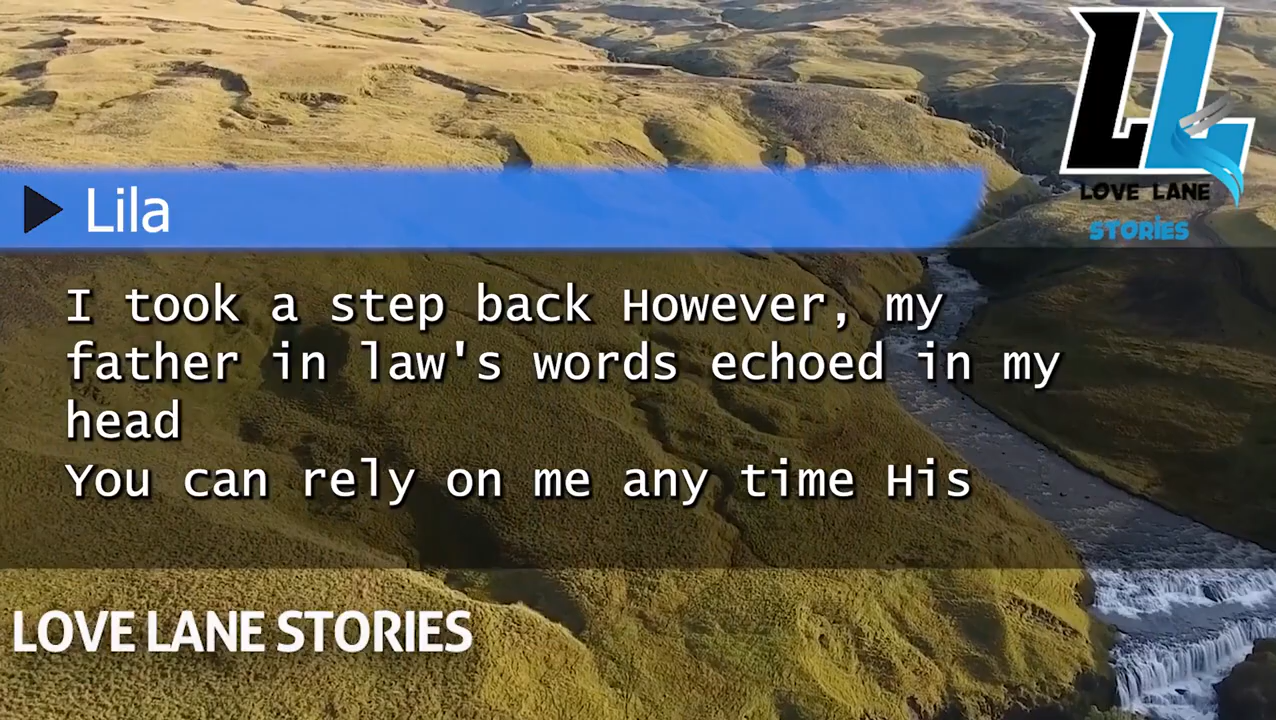 LL
LOVE LANE
STORIES
Lila
I took a step back However, my
father in law's words echoed in my
head
You can rely on me any time His
LOVE LANE STORIES